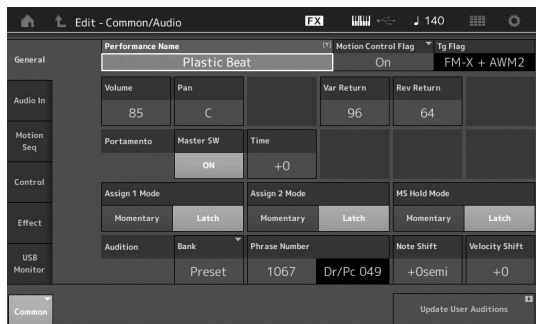 Edit - Common/Audio FX 140
General
Performance Name [T] Motion Control Flag Tg Flag
Plastic Beat On FM-X + AWM2
Audio In
Volume Pan Var Return Rev Return
85 C 96 64
Motion Seq
Portamento Master SW Time
ON +0
Control
Assign 1 Mode Assign 2 Mode MS Hold Mode
Momentary Latch Momentary Latch Momentary Latch
Effect
Audition Bank Phrase Number Note Shift Velocity Shift
Preset 1067 Dr/Pc 049 +0semi +0
USB Monitor
Common Update User Auditions